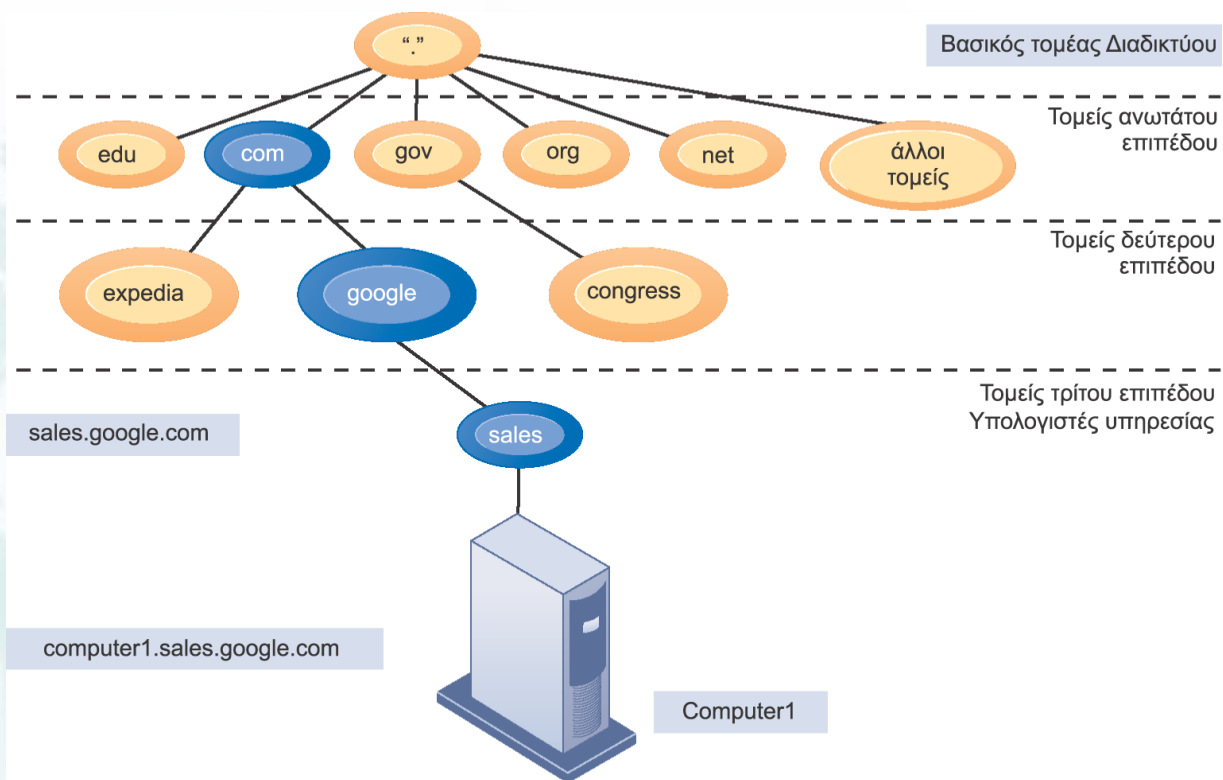 “.”
Βασικός τομέας Διαδικτύου
Τομείς ανωτάτου
επιπέδου
edu
com
gov
org
net
άλλοι
τομείς
Τομείς δεύτερου
επιπέδου
expedia
google
congress
Τομείς τρίτου επιπέδου
Υπολογιστές υπηρεσίας
sales.google.com
sales
computer1.sales.google.com
Computer1